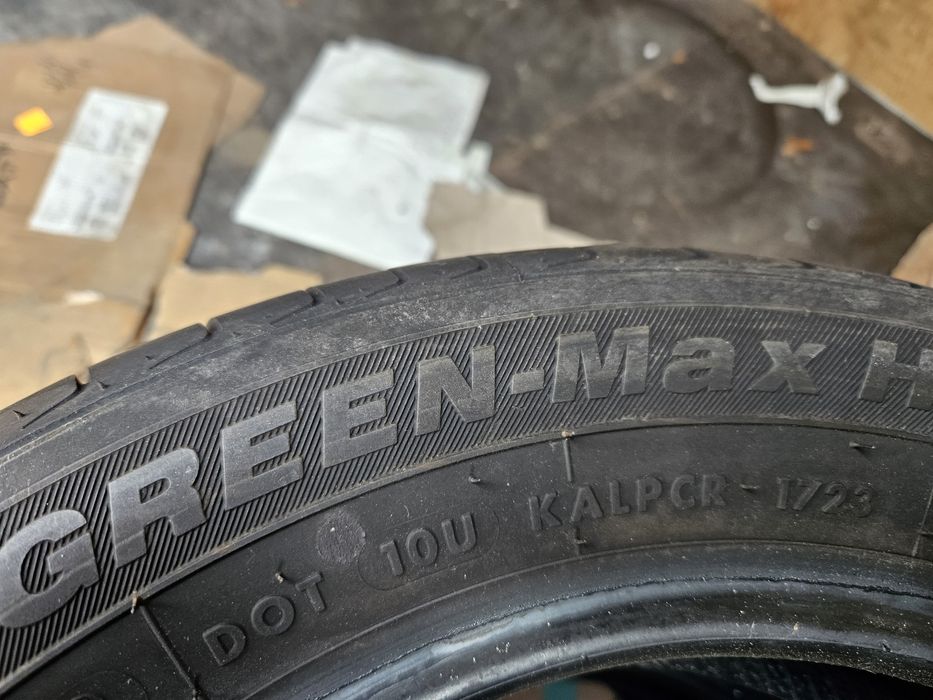 GREEN-Max H
DOT 10U KALPCR - 1723